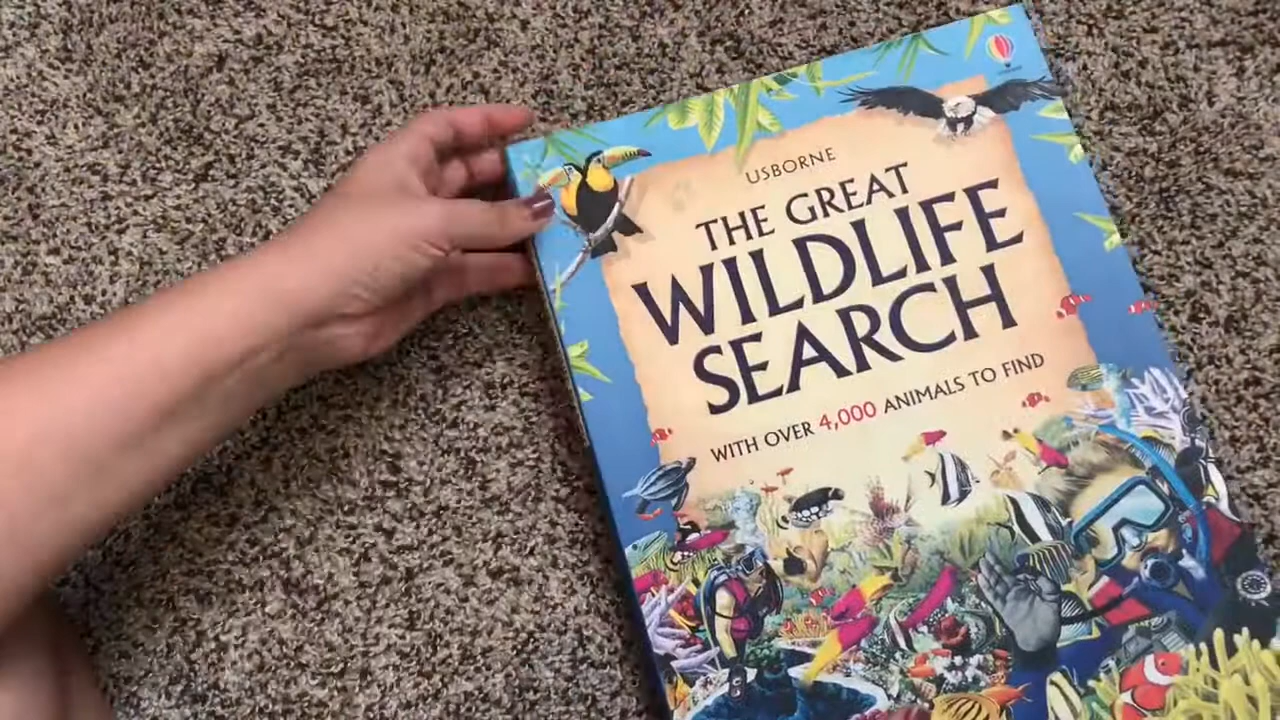 USBORNE
THE GREAT
WILDLIFE
SEARCH
WITH OVER 4,000 ANIMALS TO FIND